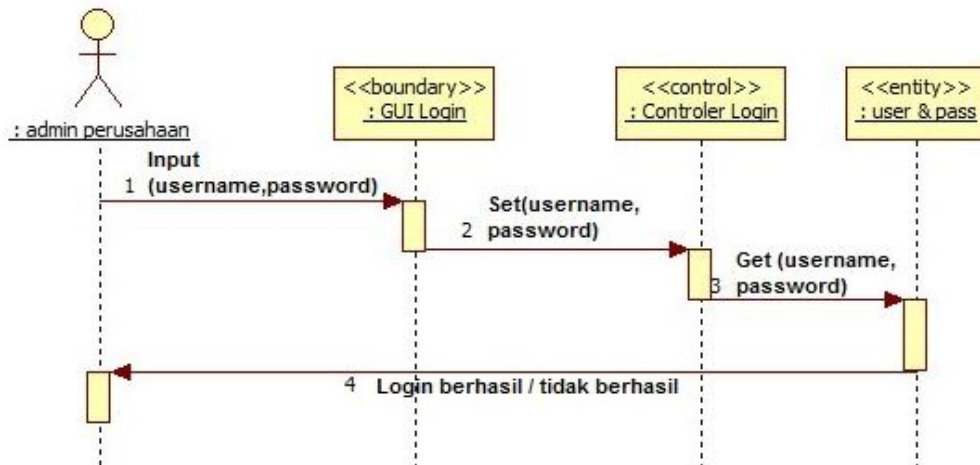 <<boundary>>
: GUI Login
<<control>>
: Controler Login
<<entity>>
: user & pass
: admin perusahaan
Input
1 (username,password)
Set(username,
2 password)
Get (username,
3 password)
4 Login berhasil / tidak berhasil